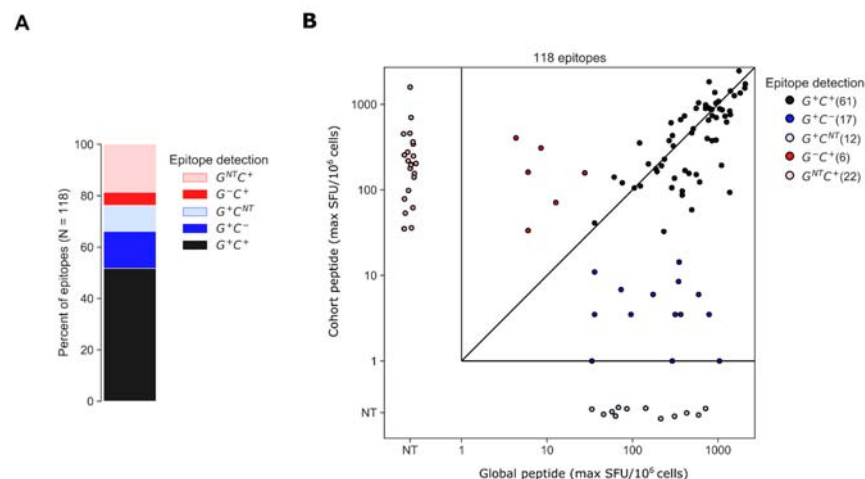 A
Percent of epitopes (N = 118)
100
80
60
40
20
0
Epitope detection
G^NT C^+
G^- C^+
G^+ C^NT
G^+ C^-
G^+ C^+
B
118 epitopes
Cohort peptide (max SFU/10^6 cells)
1000
100
10
1
NT
NT
1
10
100
1000
Global peptide (max SFU/10^6 cells)
Epitope detection
G^+ C^+ (61)
G^+ C^- (17)
G^+ C^NT (12)
G^- C^+ (6)
G^NT C^+ (22)